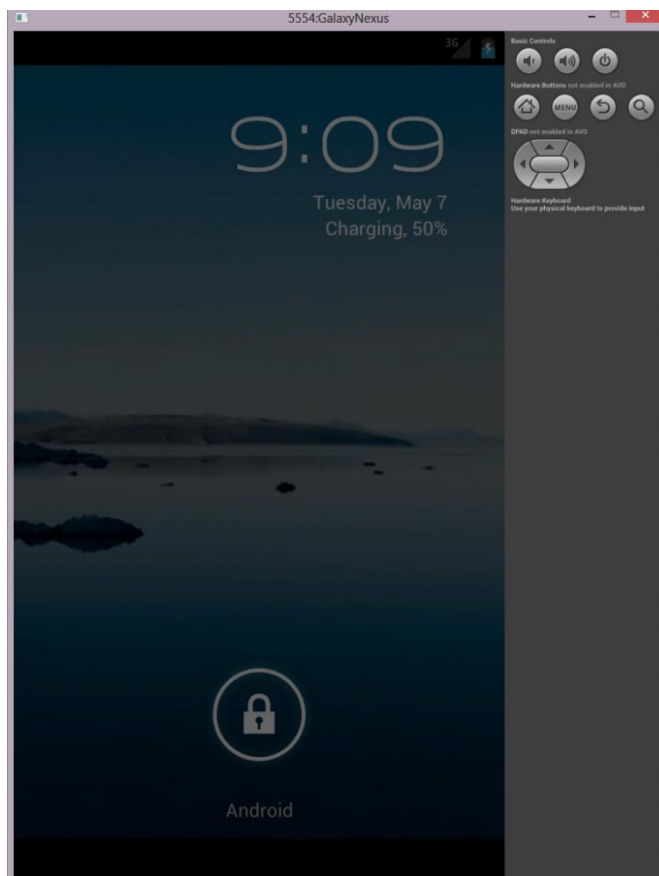 5554:GalaxyNexus
3G
9:09
Tuesday, May 7
Charging, 50%
Android
Basic Controls
Hardware Buttons not enabled in AVD
MENU
DPAD not enabled in AVD
Hardware Keyboard
Use your physical keyboard to provide input